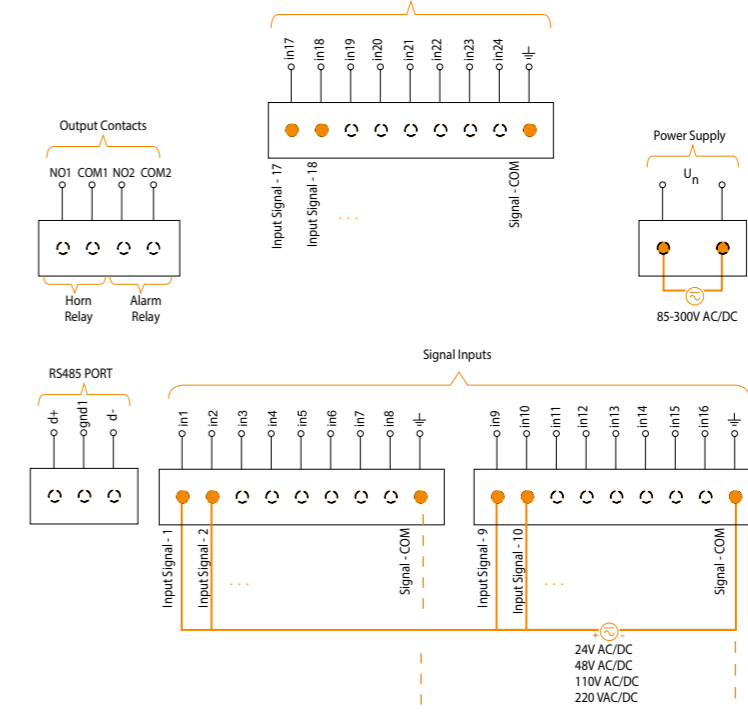 in17 in18 in19 in20 in21 in22 in23 in24
Input Signal - 17
Input Signal - 18
. . .
Signal - COM
Output Contacts
NO1 COM1 NO2 COM2
Horn
Relay
Alarm
Relay
Power Supply
Un
85-300V AC/DC
RS485 PORT
d+ gnd1 d-
Signal Inputs
in1 in2 in3 in4 in5 in6 in7 in8
in9 in10 in11 in12 in13 in14 in15 in16
Input Signal - 1
Input Signal - 2
. . .
Signal - COM
Input Signal - 9
Input Signal - 10
. . .
Signal - COM
+ -
24V AC/DC
48V AC/DC
110V AC/DC
220 VAC/DC